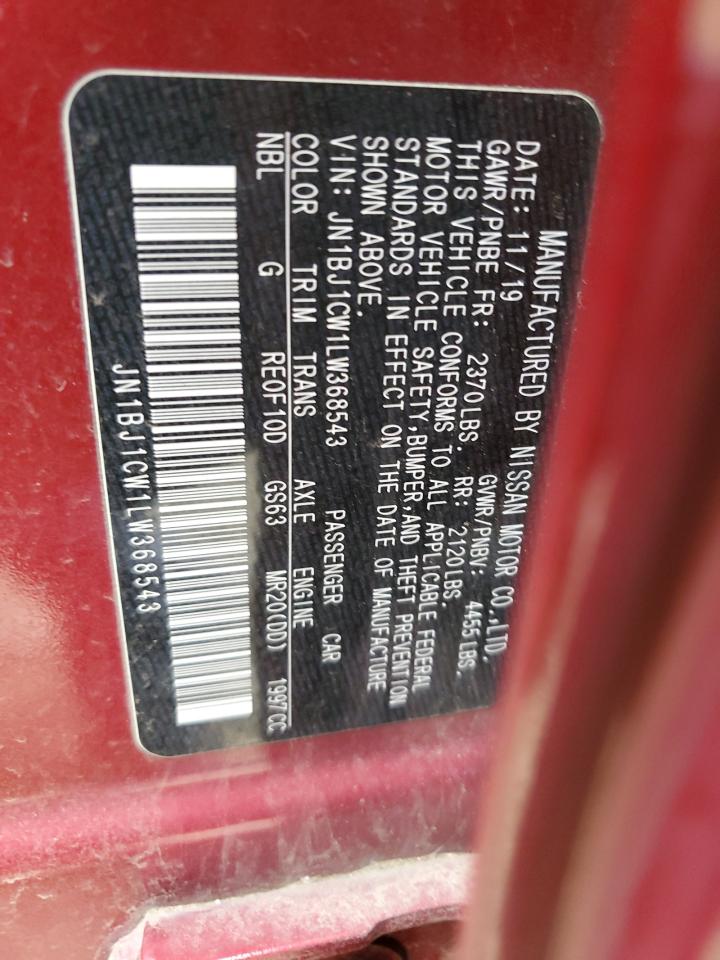 MANUFACTURED BY NISSAN MOTOR CO.,LTD.
DATE: 11/19 GVWR/PNBV: 4455LBS.
GAWR/PNBE FR: 2370LBS. RR: 2120LBS.
THIS VEHICLE CONFORMS TO ALL APPLICABLE FEDERAL
MOTOR VEHICLE SAFETY,BUMPER,AND THEFT PREVENTION
STANDARDS IN EFFECT ON THE DATE OF MANUFACTURE
SHOWN ABOVE.
VIN: JN1BJ1CW1LW368543 PASSENGER CAR
COLOR TRIM TRANS AXLE ENGINE
NBL G RE0F10D GS63 MR20(DD) 1997CC
JN1BJ1CW1LW368543